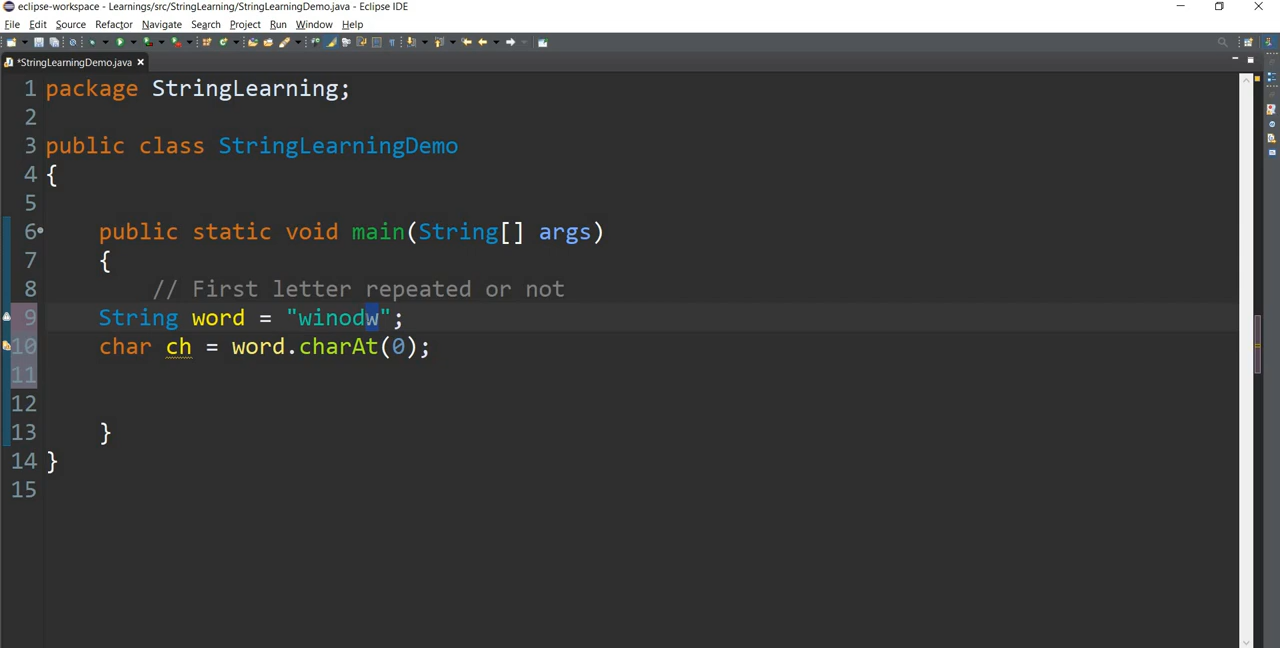 eclipse-workspace - Learnings/src/StringLearning/StringLearningDemo.java - Eclipse IDE
File Edit Source Refactor Navigate Search Project Run Window Help
*StringLearningDemo.java
1 package StringLearning;
2
3 public class StringLearningDemo
4 {
5
6 public static void main(String[] args)
7 {
8 // First letter repeated or not
9 String word = "winodw";
10 char ch = word.charAt(0);
11
12
13 }
14 }
15